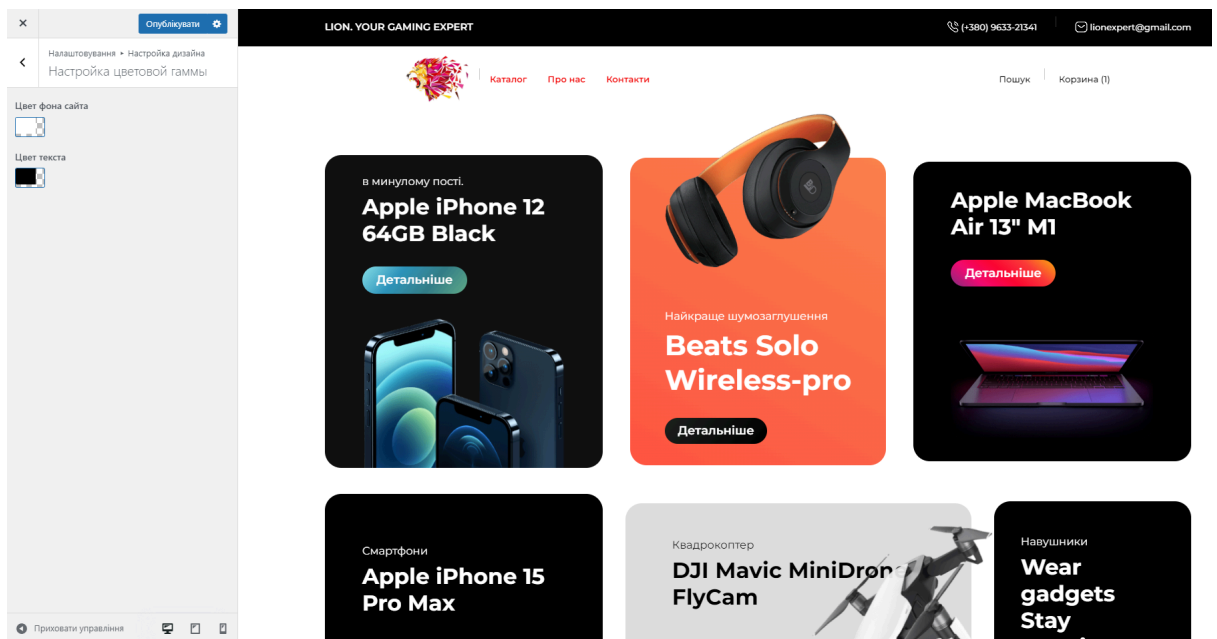 Опублікувати
Налаштовування ▸ Настройка дизайна
Настройка цветовой гаммы
Цвет фона сайта
Цвет текста
Приховати управління
LION. YOUR GAMING EXPERT
(+380) 9633-21341
lionexpert@gmail.com
Каталог
Про нас
Контакти
Пошук
Корзина (1)
в минулому пості.
Apple iPhone 12
64GB Black
Детальніше
Найкраще шумозаглушення
Beats Solo
Wireless-pro
Детальніше
Apple MacBook
Air 13" M1
Детальніше
Смартфони
Apple iPhone 15
Pro Max
Квадрокоптер
DJI Mavic MiniDrone
FlyCam
Навушники
Wear
gadgets
Stay